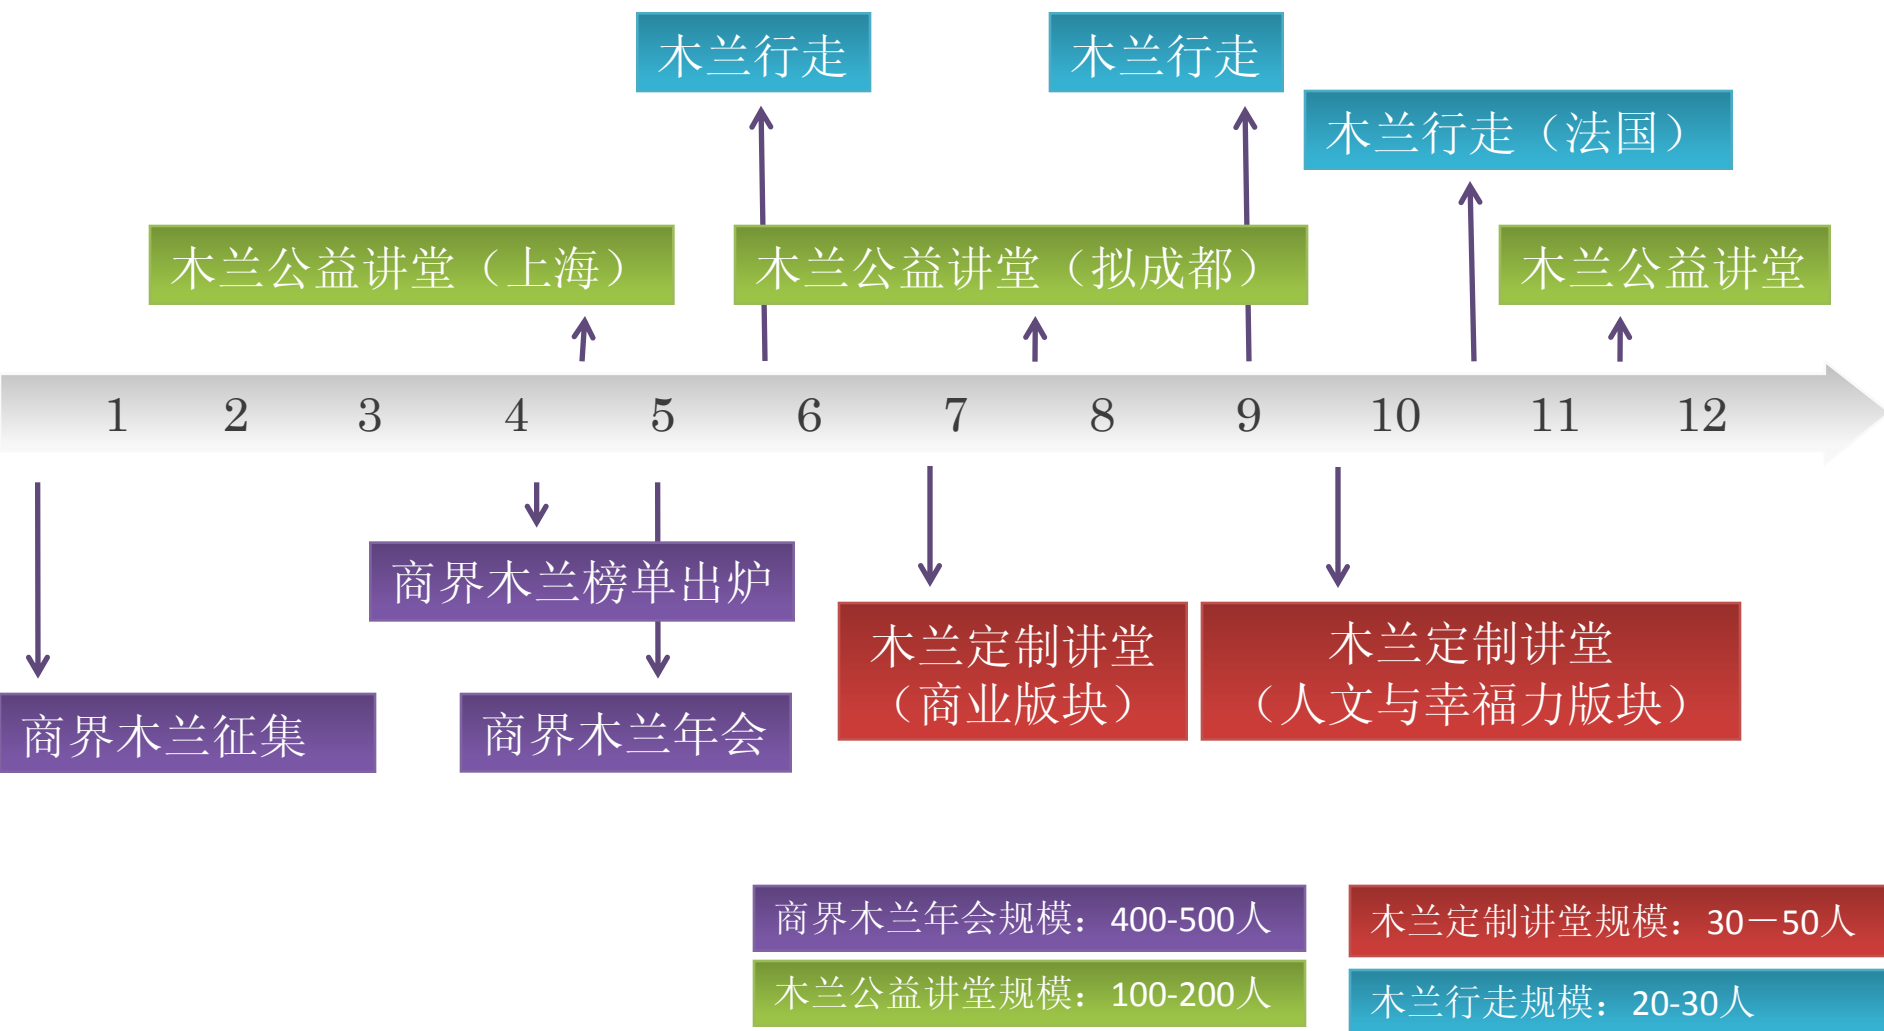 木兰行走
木兰行走
木兰行走（法国）
木兰公益讲堂（上海）
木兰公益讲堂（拟成都）
木兰公益讲堂
1 2 3 4 5 6 7 8 9 10 11 12
商界木兰榜单出炉
木兰定制讲堂
（商业版块）
木兰定制讲堂
（人文与幸福力版块）
商界木兰征集
商界木兰年会
商界木兰年会规模：400-500人
木兰定制讲堂规模：30－50人
木兰公益讲堂规模：100-200人
木兰行走规模：20-30人